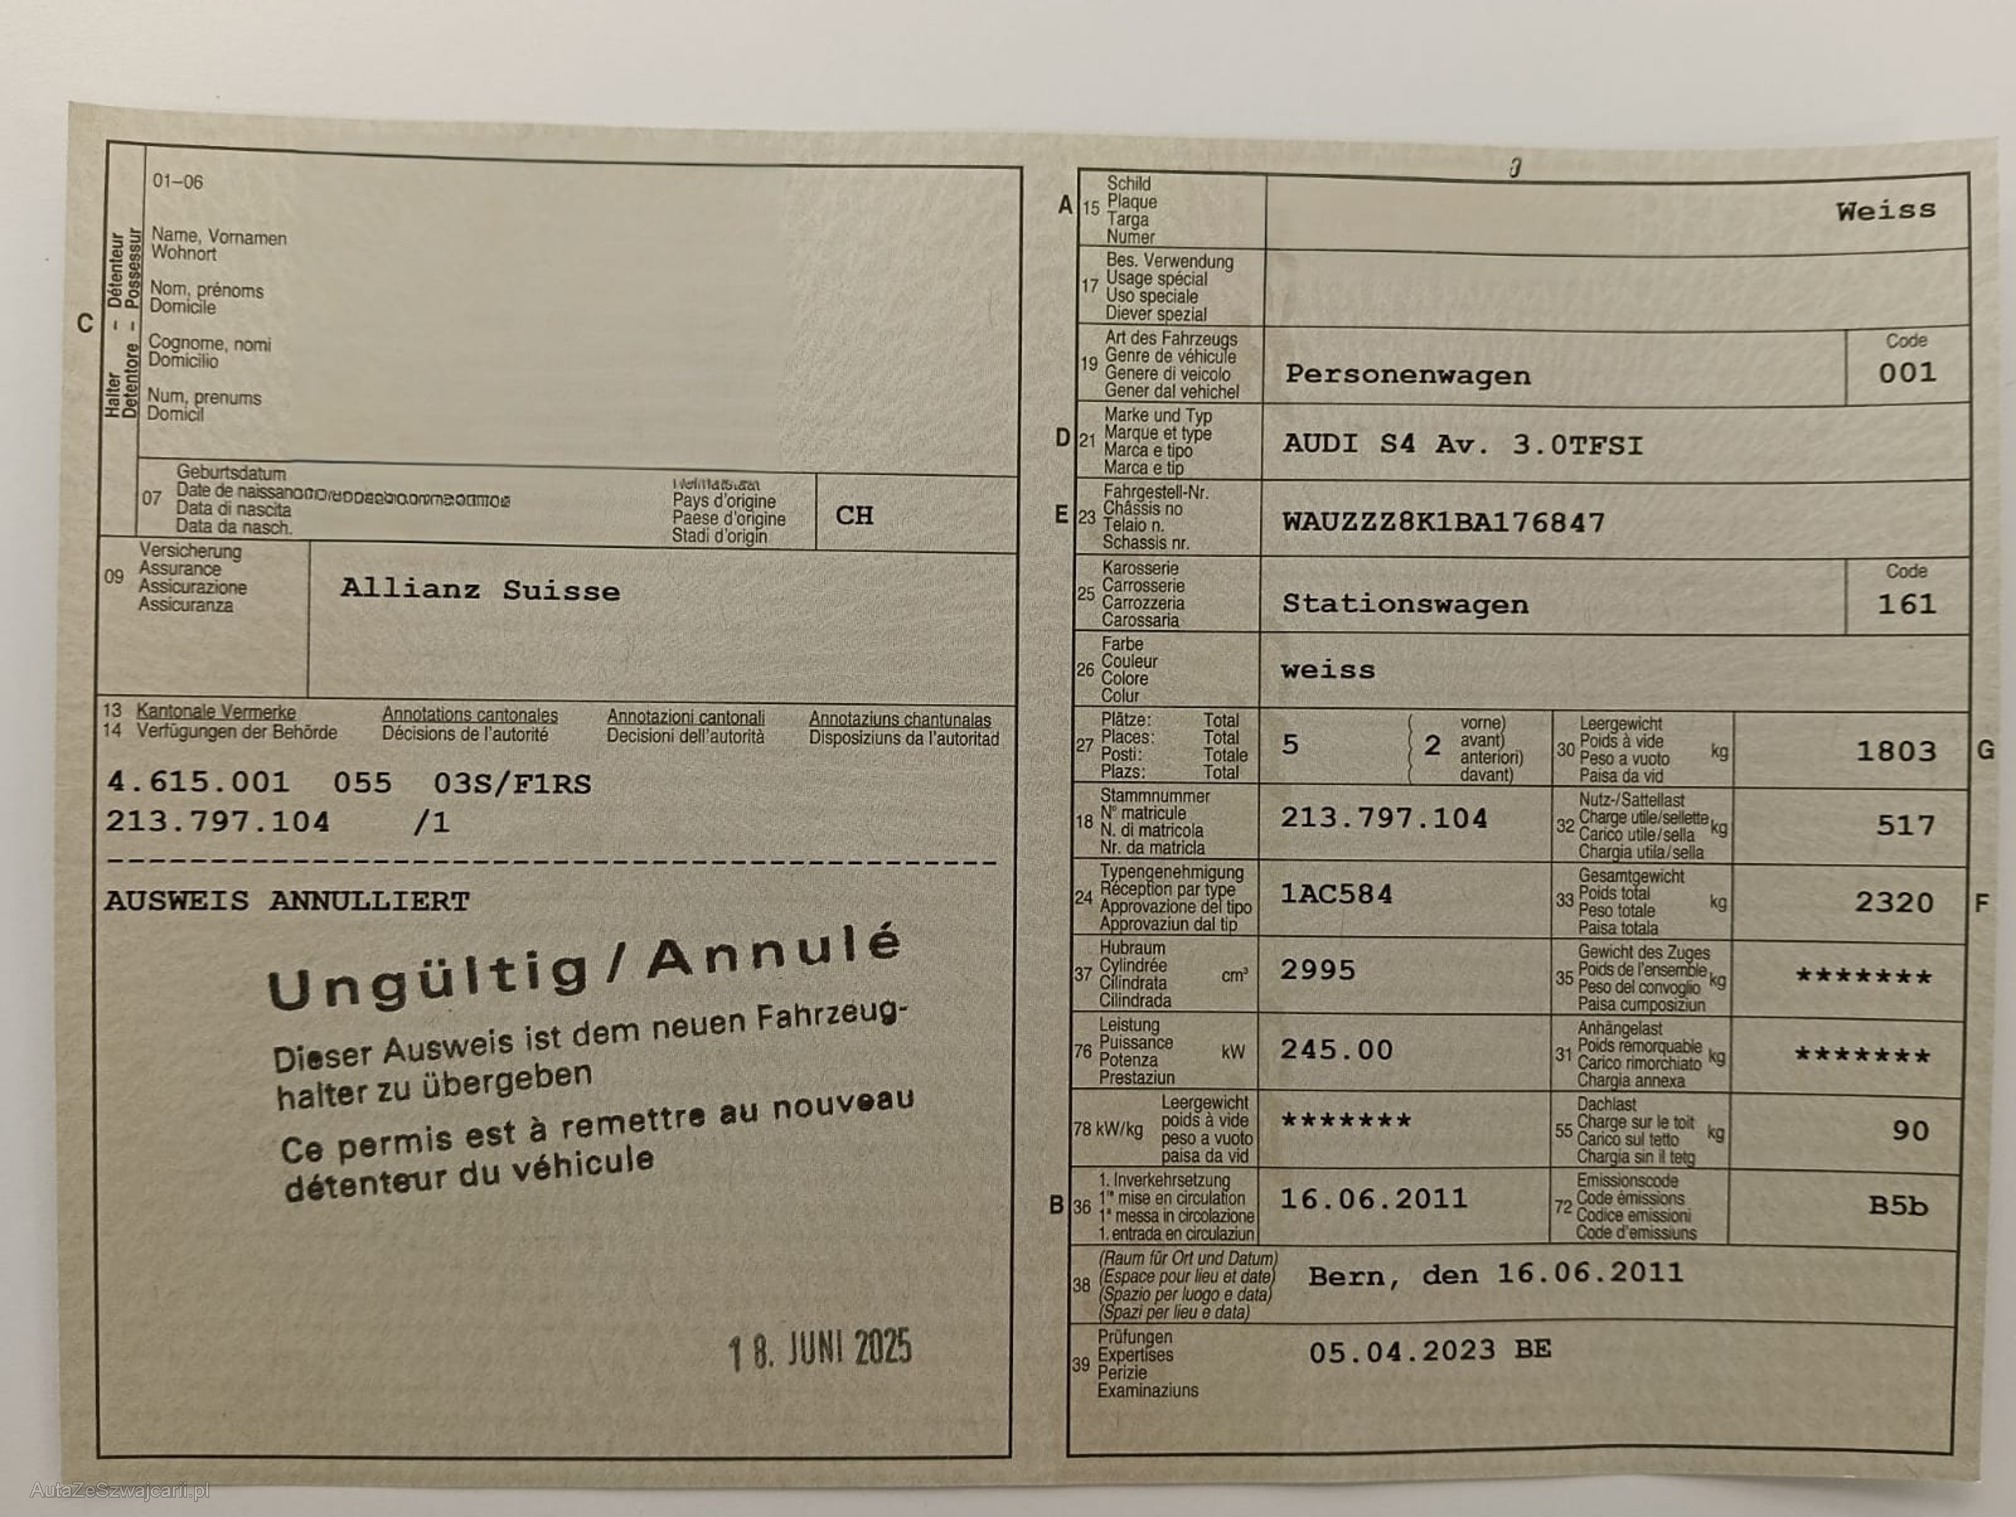 01–06
Name, Vornamen
Wohnort
Nom, prénoms
Domicile
Cognome, nomi
Domicilio
Num, prenums
Domicil
C
Halter – Détenteur
Detentore – Possessur
07
Geburtsdatum
Date de
Data di nascita
Data da nasch.
Pays d'origine
Paese d'origine
Stadi d'origin
CH
09
Versicherung
Assurance
Assicurazione
Assicuranza
Allianz Suisse
13 Kantonale Vermerke Annotations cantonales Annotazioni cantonali Annotaziuns chantunalas
14 Verfügungen der Behörde Décisions de l'autorité Decisioni dell'autorità Disposiziuns da l'autoritad
4.615.001 055 03S/F1RS
213.797.104 /1
AUSWEIS ANNULLIERT
Ungültig / Annulé
Dieser Ausweis ist dem neuen Fahrzeug-
halter zu übergeben
Ce permis est à remettre au nouveau
détenteur du véhicule
18. JUNI 2025
A 15
Schild
Plaque
Targa
Numer
Weiss
17
Bes. Verwendung
Usage spécial
Uso speciale
Diever spezial
19
Art des Fahrzeugs
Genre de véhicule
Genere di veicolo
Gener dal vehichel
Personenwagen
Code
001
D 21
Marke und Typ
Marque et type
Marca e tipo
Marca e tip
AUDI S4 Av. 3.0TFSI
E 23
Fahrgestell-Nr.
Châssis no
Telaio n.
Schassis nr.
WAUZZZ8K1BA176847
25
Karosserie
Carrosserie
Carrozzeria
Carossaria
Stationswagen
Code
161
26
Farbe
Couleur
Colore
Colur
weiss
27
Plätze: Total
Places: Total
Posti: Totale
Plazs: Total
5
2
vorne)
avant)
anteriori)
davant)
30
Leergewicht
Poids à vide
Peso a vuoto
Paisa da vid
kg
1803
G
18
Stammnummer
N° matricule
N. di matricola
Nr. da matricla
213.797.104
32
Nutz-/Sattellast
Charge utile/sellette
Carico utile/sella
Chargia utila/sella
kg
517
24
Typengenehmigung
Réception par type
Approvazione del tipo
Approvaziun dal tip
1AC584
33
Gesamtgewicht
Poids total
Peso totale
Paisa totala
kg
2320
F
37
Hubraum
Cylindrée
Cilindrata
Cilindrada
cm³
2995
35
Gewicht des Zuges
Poids de l'ensemble
Peso del convoglio
Paisa cumposiziun
kg
*******
76
Leistung
Puissance
Potenza
Prestaziun
kW
245.00
31
Anhängelast
Poids remorquable
Carico rimorchiato
Chargia annexa
kg
*******
78 kW/kg
Leergewicht
poids à vide
peso a vuoto
paisa da vid
*******
55
Dachlast
Charge sur le toit
Carico sul tetto
Chargia sin il tetg
kg
90
B 36
1. Inverkehrsetzung
1re mise en circulation
1a messa in circolazione
1. entrada en circulaziun
16.06.2011
72
Emissionscode
Code émissions
Codice emissioni
Code d'emissiuns
B5b
38
(Raum für Ort und Datum)
(Espace pour lieu et date)
(Spazio per luogo e data)
(Spazi per lieu e data)
Bern, den 16.06.2011
39
Prüfungen
Expertises
Perizie
Examinaziuns
05.04.2023 BE
AutaZeSzwajcarii.pl